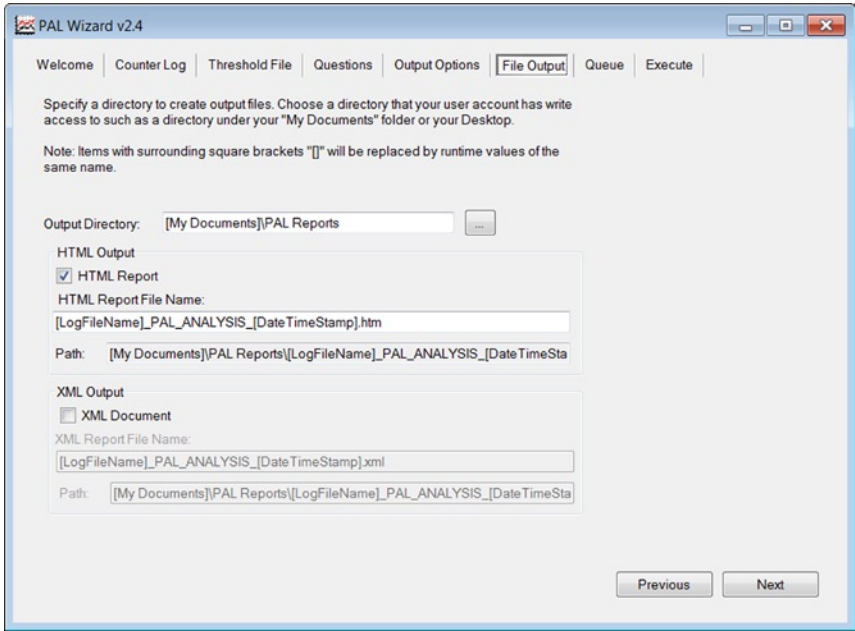 PAL Wizard v2.4
Welcome Counter Log Threshold File Questions Output Options File Output Queue Execute
Specify a directory to create output files. Choose a directory that your user account has write
access to such as a directory under your "My Documents" folder or your Desktop.
Note: Items with surrounding square brackets "[]" will be replaced by runtime values of the
same name.
Output Directory: [My Documents]\PAL Reports ...
HTML Output
HTML Report
HTML Report File Name:
[LogFileName]_PAL_ANALYSIS_[DateTimeStamp].htm
Path: [My Documents]\PAL Reports\[LogFileName]_PAL_ANALYSIS_[DateTimeSta
XML Output
XML Document
XML Report File Name:
[LogFileName]_PAL_ANALYSIS_[DateTimeStamp].xml
Path: [My Documents]\PAL Reports\[LogFileName]_PAL_ANALYSIS_[DateTimeSta
Previous Next